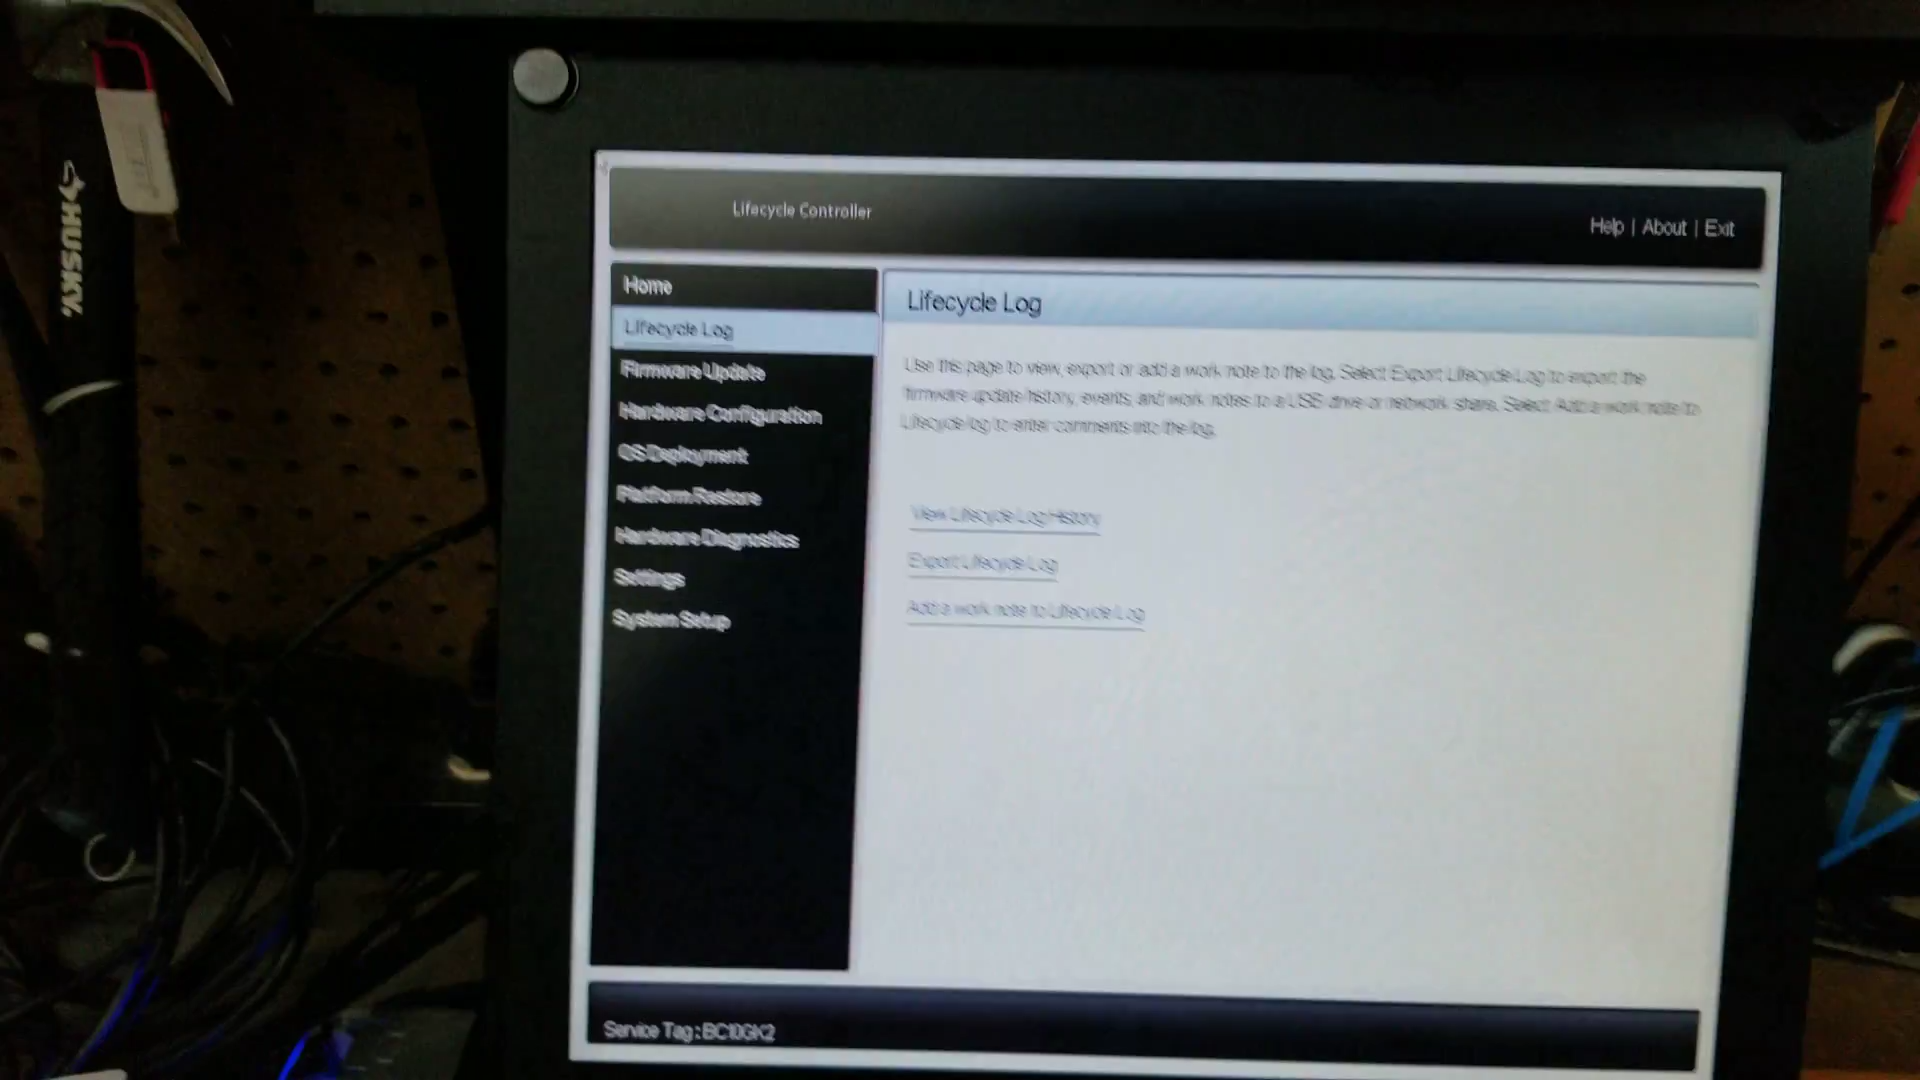 HUSKY.
Lifecycle Controller
Help | About | Exit
Home
Lifecycle Log
Firmware Update
Hardware Configuration
OS Deployment
Platform Restore
Hardware Diagnostics
Settings
System Setup
Lifecycle Log
Use this page to view, export or add a work note to the log. Select Export Lifecycle Log to export the
firmware update history, events, and work notes to a USB drive or network share. Select Add a work note to
Lifecycle log to enter comments into the log.
View Lifecycle Log History
Export Lifecycle Log
Add a work note to Lifecycle Log
Service Tag :